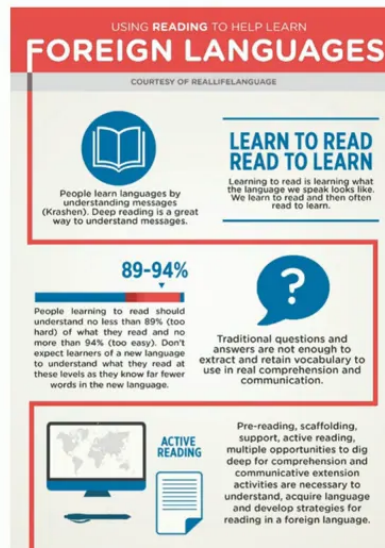 USING READING TO HELP LEARN
FOREIGN LANGUAGES
COURTESY OF REALLIFELANGUAGE
People learn languages by
understanding messages
(Krashen). Deep reading is a great
way to understand messages.
LEARN TO READ
READ TO LEARN
Learning to read is learning what
the language we speak looks like.
We learn to read and then often
read to learn.
89-94%
People learning to read should
understand no less than 89% (too
hard) of what they read and no
more than 94% (too easy). Don't
expect learners of a new language
to understand what they read at
these levels as they know far fewer
words in the new language.
?
Traditional questions and
answers are not enough to
extract and retain vocabulary to
use in real comprehension and
communication.
ACTIVE
READING
Pre-reading, scaffolding,
support, active reading,
multiple opportunities to dig
deep for comprehension and
communicative extension
activities are necessary to
understand, acquire language
and develop strategies for
reading in a foreign language.